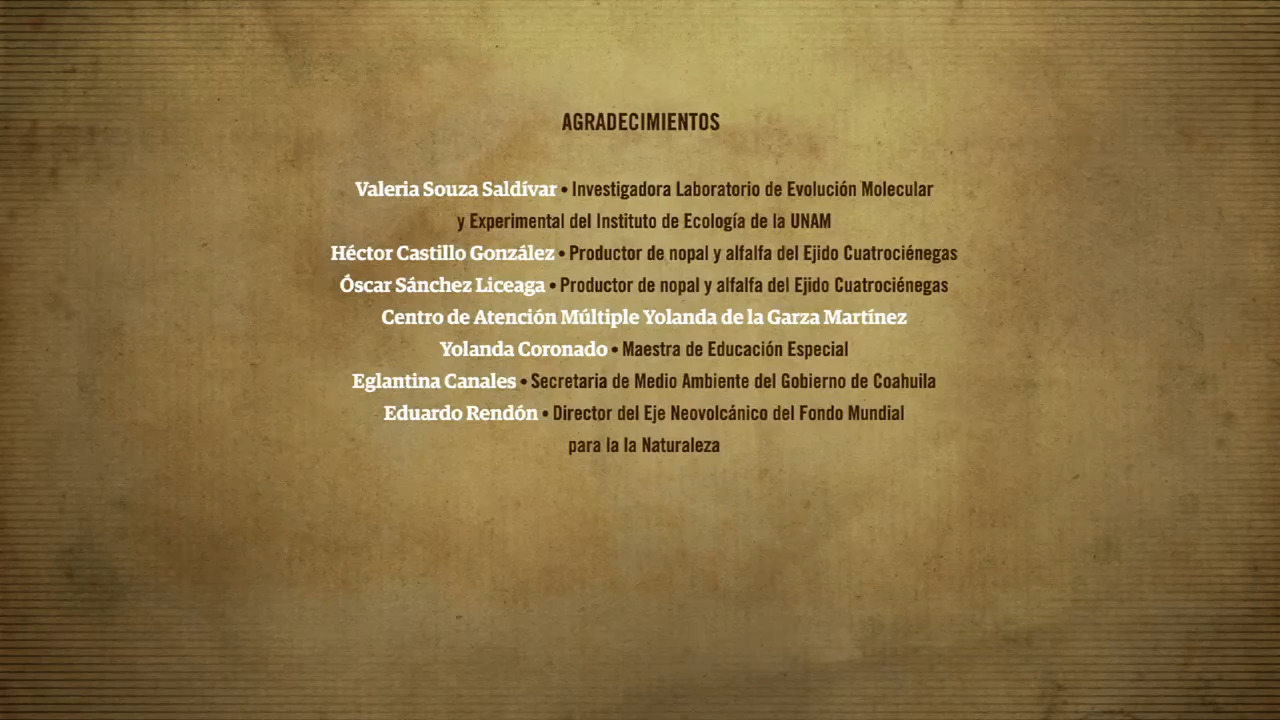 AGRADECIMIENTOS
Valeria Souza Saldívar • Investigadora Laboratorio de Evolución Molecular
y Experimental del Instituto de Ecología de la UNAM
Héctor Castillo González • Productor de nopal y alfalfa del Ejido Cuatrociénegas
Óscar Sánchez Liceaga • Productor de nopal y alfalfa del Ejido Cuatrociénegas
Centro de Atención Múltiple Yolanda de la Garza Martínez
Yolanda Coronado • Maestra de Educación Especial
Eglantina Canales • Secretaria de Medio Ambiente del Gobierno de Coahuila
Eduardo Rendón • Director del Eje Neovolcánico del Fondo Mundial
para la la Naturaleza